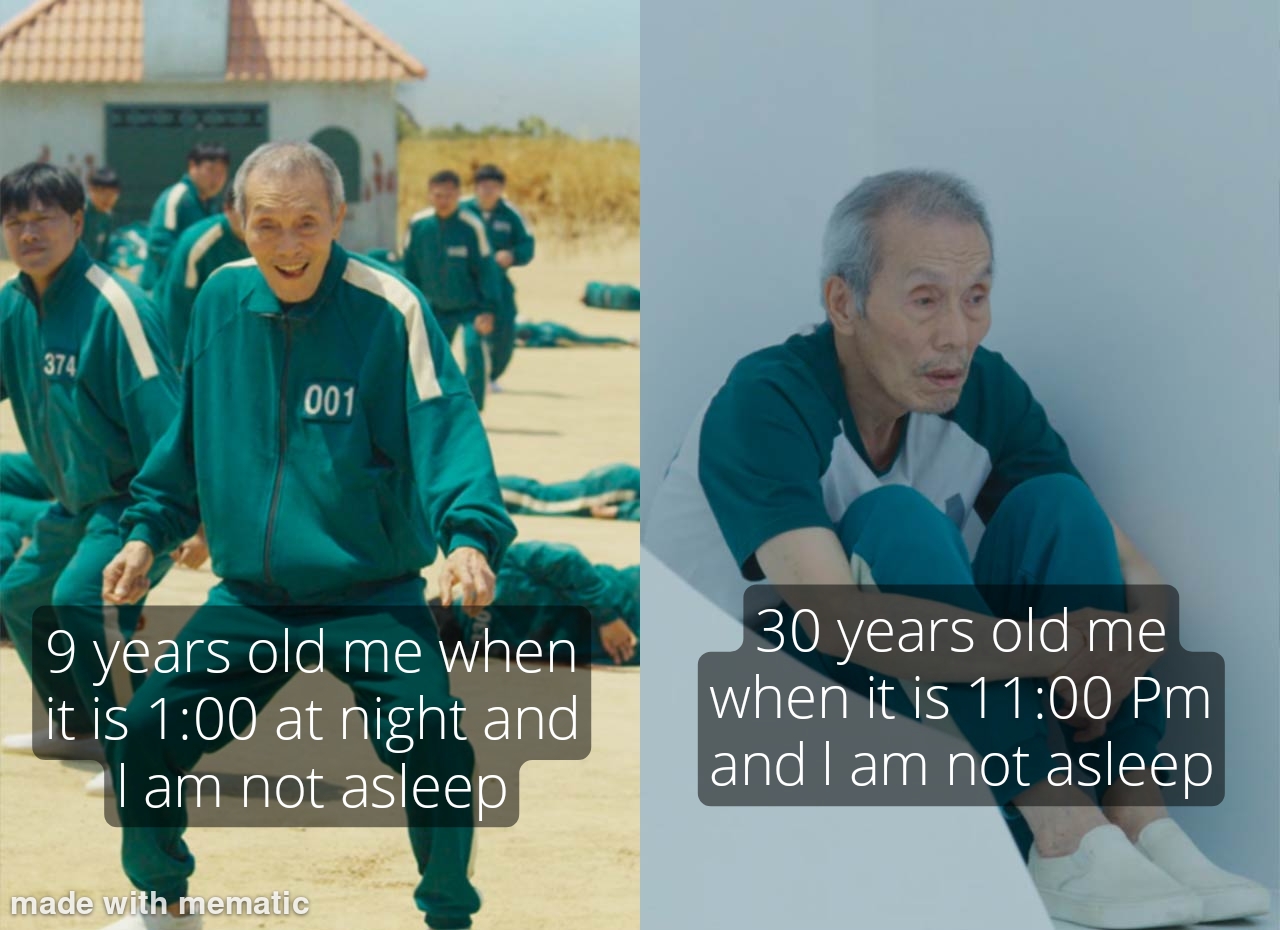 374
001
9 years old me when
it is 1:00 at night and
I am not asleep
30 years old me
when it is 11:00 Pm
and I am not asleep
made with mematic